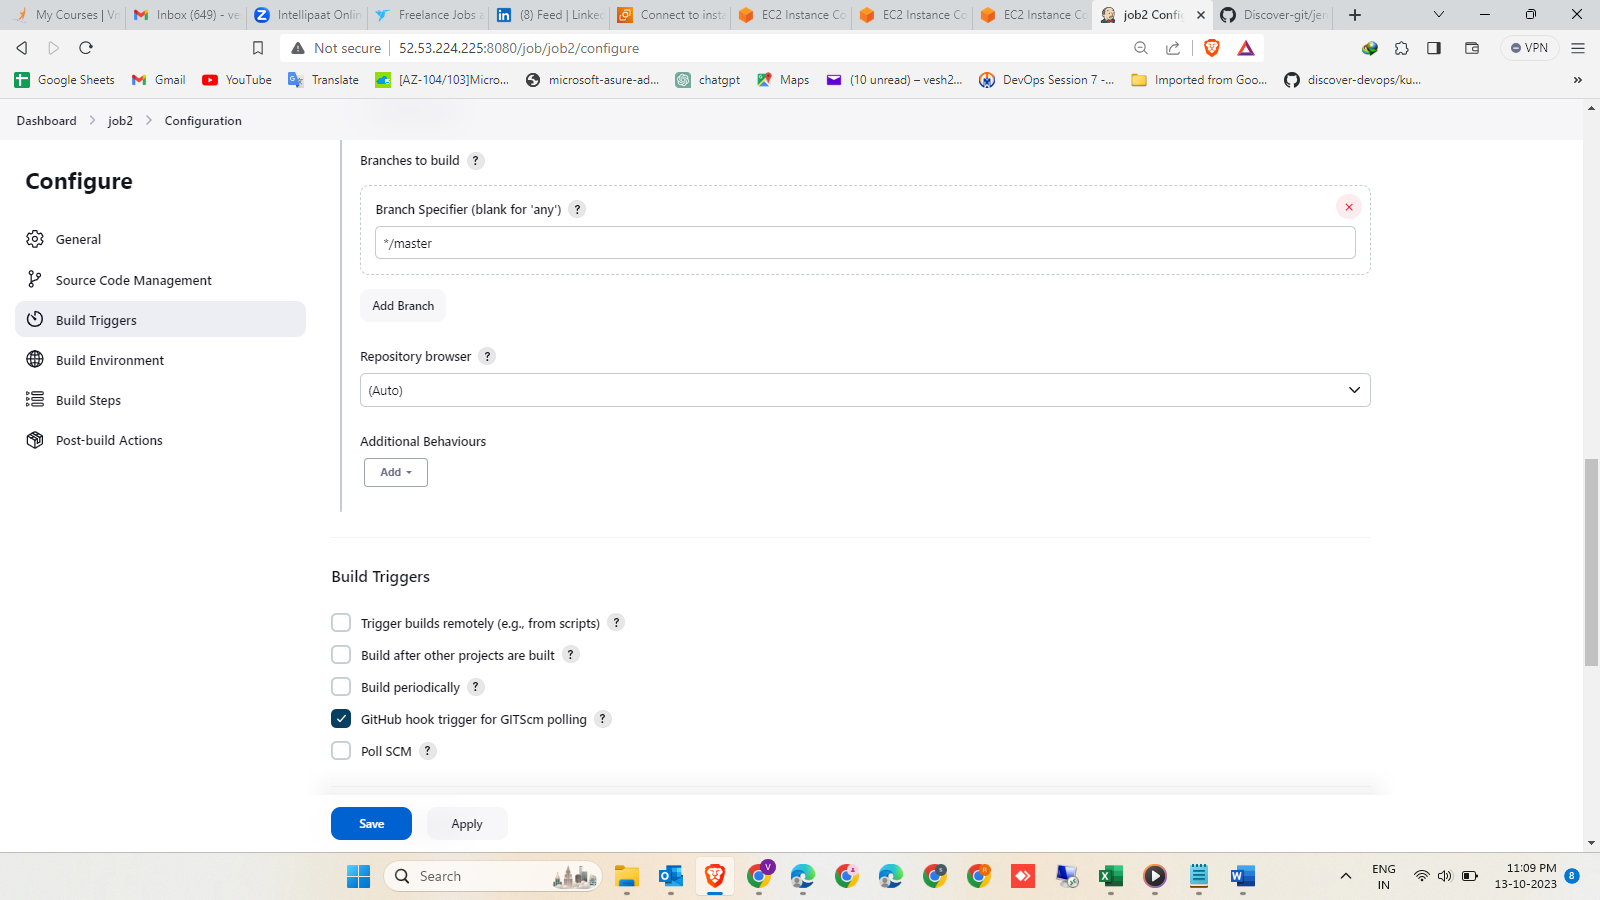 My Courses | Vn
Inbox (649) - ve
Intellipaat Onlin
Freelance Jobs a
(8) Feed | Linke
Connect to insta
EC2 Instance Co
EC2 Instance Co
EC2 Instance Co
job2 Config
Discover-git/jen
Not secure
52.53.224.225:8080/job/job2/configure
VPN
Google Sheets
Gmail
YouTube
Translate
[AZ-104/103]Micro...
microsoft-asure-ad...
chatgpt
Maps
(10 unread) – vesh2...
DevOps Session 7 -...
Imported from Goo...
discover-devops/ku...
»
Dashboard > job2 > Configuration
Configure
General
Source Code Management
Build Triggers
Build Environment
Build Steps
Post-build Actions
Branches to build ?
Branch Specifier (blank for 'any') ?
*/master
Add Branch
Repository browser ?
(Auto)
Additional Behaviours
Add
Build Triggers
Trigger builds remotely (e.g., from scripts) ?
Build after other projects are built ?
Build periodically ?
GitHub hook trigger for GITScm polling ?
Poll SCM ?
Save
Apply
Search
ENG
IN
11:09 PM
13-10-2023
8